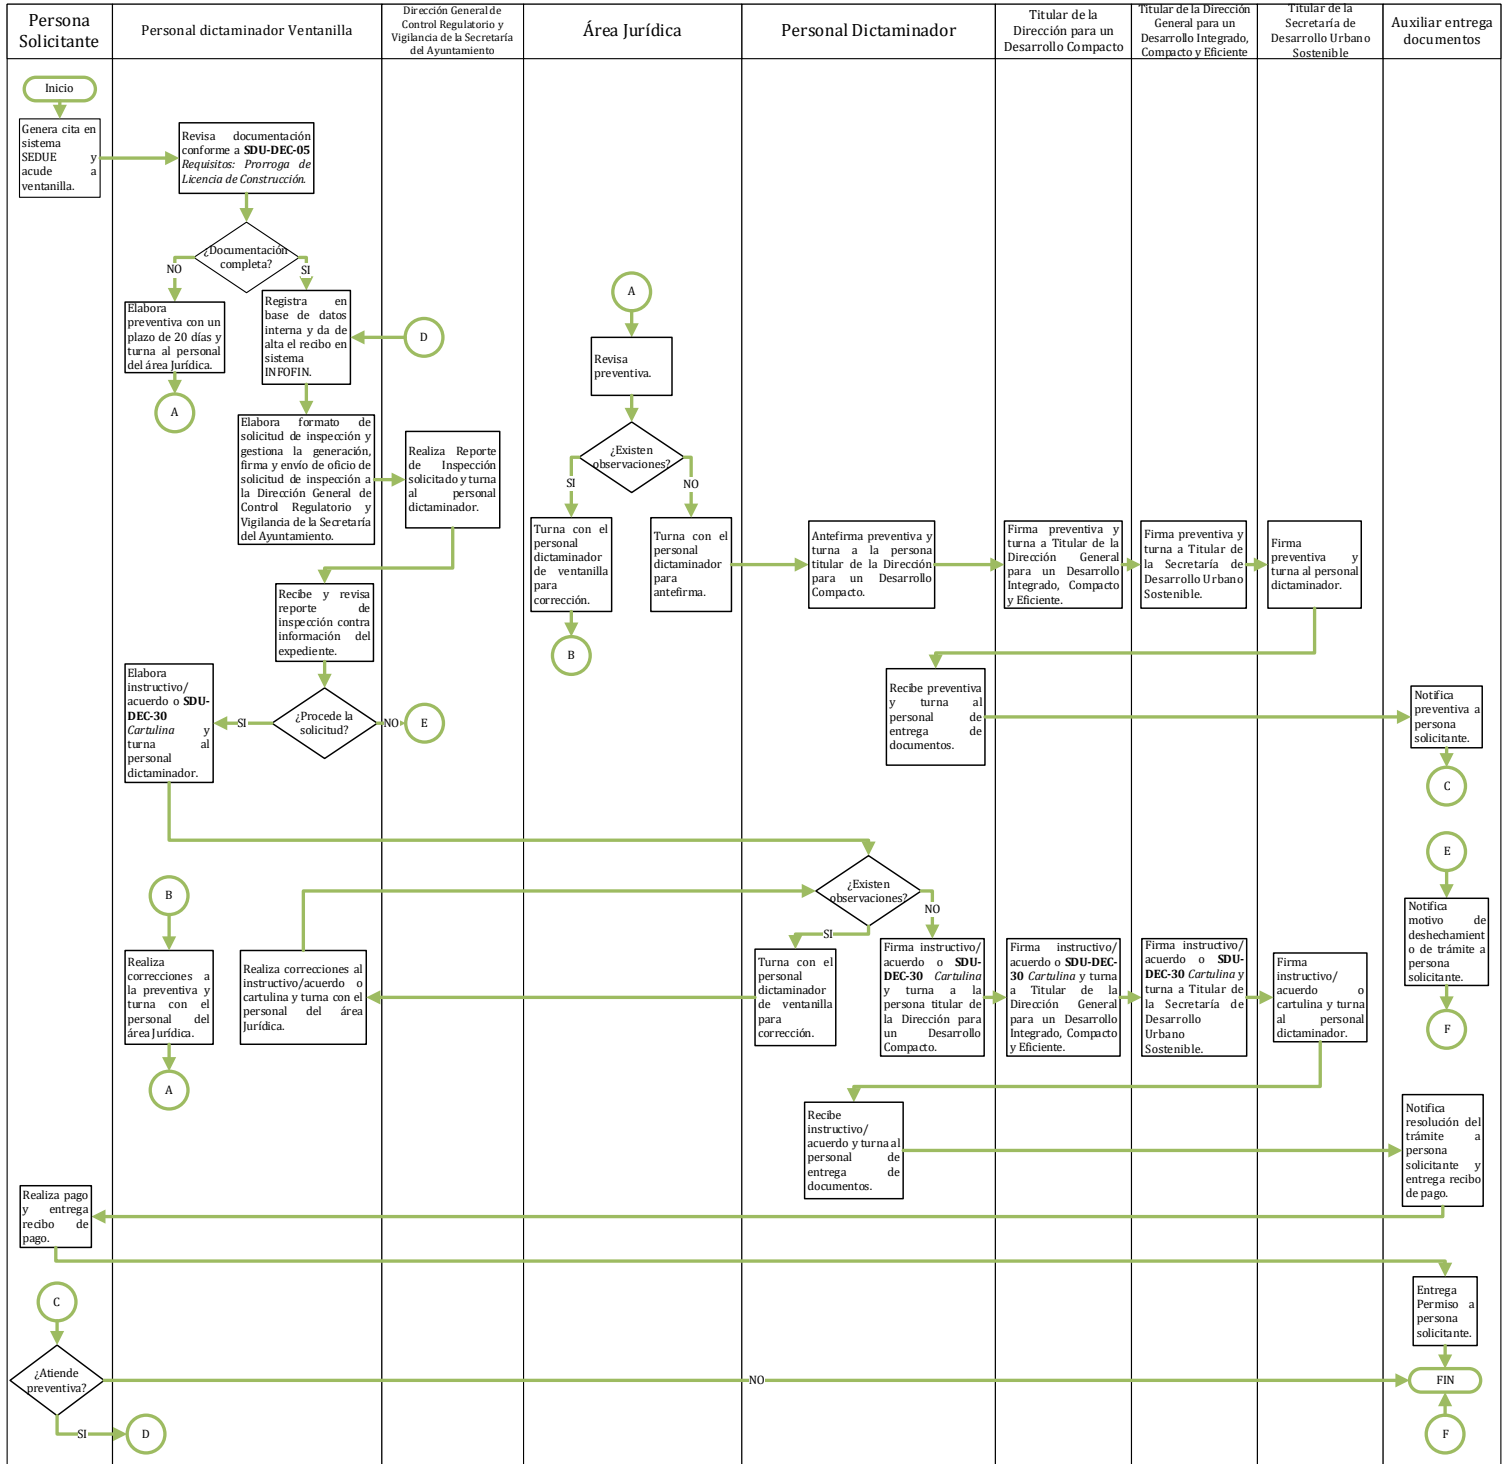 Persona
Solicitante
Personal dictaminador Ventanilla
Dirección General de
Control Regulatorio y
Vigilancia de la Secretaría
del Ayuntamiento
Área Jurídica
Personal Dictaminador
Titular de la
Dirección para un
Desarrollo Compacto
Titular de la Dirección
General para un
Desarrollo Integrado,
Compacto y Eficiente
Titular de la
Secretaría de
Desarrollo Urbano
Sostenible
Auxiliar entrega
documentos
Inicio
Genera cita en
sistema
SEDUE y
acude a
ventanilla.
Revisa documentación
conforme a SDU-DEC-05
Requisitos: Prorroga de
Licencia de Construcción.
¿Documentación
completa?
NO
SI
Elabora
preventiva con un
plazo de 20 días y
turna al personal
del área Jurídica.
A
Registra en
base de datos
interna y da de
alta el recibo en
sistema
INFOFIN.
D
Elabora formato de
solicitud de inspección y
gestiona la generación,
firma y envío de oficio de
solicitud de inspección a
la Dirección General de
Control Regulatorio y
Vigilancia de la Secretaría
del Ayuntamiento.
Realiza Reporte
de Inspección
solicitado y turna
al personal
dictaminador.
A
Revisa
preventiva.
¿Existen
observaciones?
SI
NO
Turna con el
personal
dictaminador
de ventanilla
para
corrección.
B
Turna con el
personal
dictaminador
para
antefirma.
Antefirma preventiva y
turna a la persona
titular de la Dirección
para un Desarrollo
Compacto.
Firma preventiva y
turna a Titular de la
Dirección General
para un Desarrollo
Integrado, Compacto
y Eficiente.
Firma preventiva y
turna a Titular de
la Secretaría de
Desarrollo Urbano
Sostenible.
Firma
preventiva y
turna al personal
dictaminador.
Recibe y revisa
reporte de
inspección contra
información del
expediente.
¿Procede la
solicitud?
SI
NO
E
Elabora
instructivo/
acuerdo o SDU-
DEC-30
Cartulina y
turna al
personal
dictaminador.
Recibe preventiva
y turna al
personal de
entrega de
documentos.
Notifica
preventiva a
persona
solicitante.
C
¿Existen
observaciones?
SI
NO
E
Notifica
motivo de
deshechamient
o de trámite a
persona
solicitante.
F
B
Realiza
correcciones a
la preventiva y
turna con el
personal del
área Jurídica.
A
Realiza correcciones al
instructivo/acuerdo o
cartulina y turna con el
personal del área
Jurídica.
Turna con el
personal
dictaminador
de ventanilla
para
corrección.
Firma instructivo/
acuerdo o SDU-
DEC-30 Cartulina
y turna a la
persona titular de
la Dirección para
un Desarrollo
Compacto.
Firma instructivo/
acuerdo o SDU-DEC-
30 Cartulina y turna
a Titular de la
Dirección General
para un Desarrollo
Integrado, Compacto
y Eficiente.
Firma instructivo/
acuerdo o SDU-
DEC-30 Cartulina y
turna a Titular de
la Secretaría de
Desarrollo
Urbano
Sostenible.
Firma
instructivo/
acuerdo o
cartulina y turna
al personal
dictaminador.
Recibe
instructivo/
acuerdo y turna al
personal de
entrega de
documentos.
Notifica
resolución del
trámite a
persona
solicitante y
entrega recibo
de pago.
Realiza pago
y entrega
recibo de
pago.
Entrega
Permiso a
persona
solicitante.
C
¿Atiende
preventiva?
NO
FIN
SI
D
F